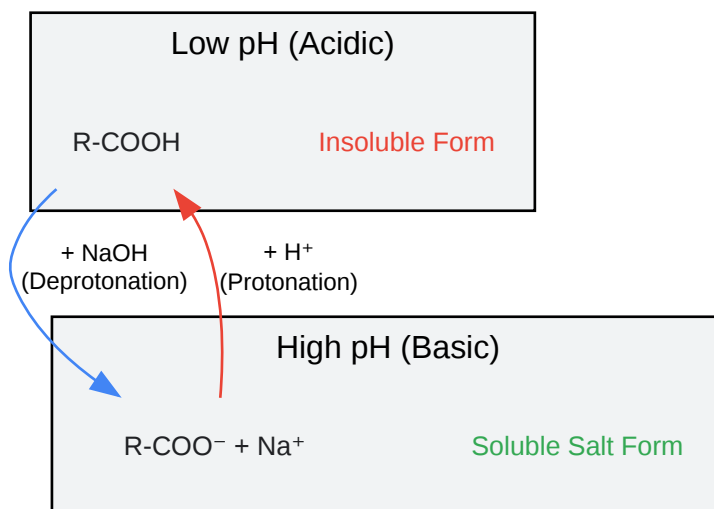 Low pH (Acidic)
R-COOH
Insoluble Form
+ NaOH
(Deprotonation)
+ H⁺
(Protonation)
High pH (Basic)
R-COO⁻ + Na⁺
Soluble Salt Form